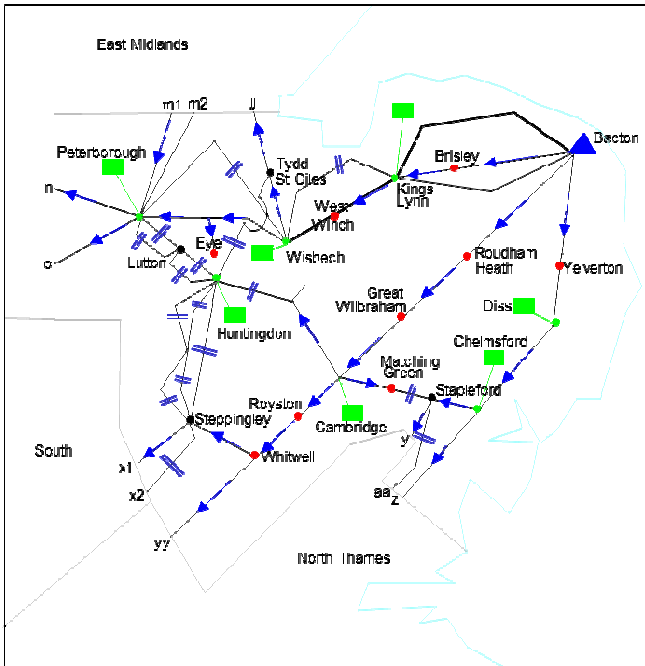 East Midlands
m1 m2
Peterborough
Tydd
St Giles
Brisley
Bacton
n
Kings
Lynn
West
Winch
Eye
o
Lutton
Wisbech
Roudham
Heath
Yelverton
Great
Wilbraham
Diss
Huntingdon
Chelmsford
Matching
Green
Stapleford
Royston
Cambridge
Steppingley
y
South
x1
Whitwell
x2
aa
z
yy
North Thames